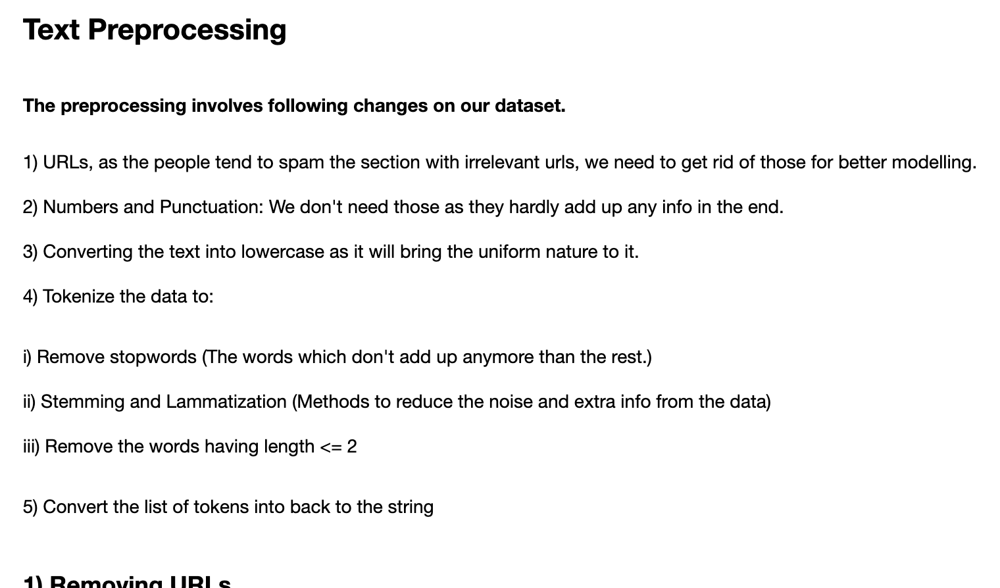 Text Preprocessing
The preprocessing involves following changes on our dataset.
1) URLs, as the people tend to spam the section with irrelevant urls, we need to get rid of those for better modelling.
2) Numbers and Punctuation: We don't need those as they hardly add up any info in the end.
3) Converting the text into lowercase as it will bring the uniform nature to it.
4) Tokenize the data to:
i) Remove stopwords (The words which don't add up anymore than the rest.)
ii) Stemming and Lammatization (Methods to reduce the noise and extra info from the data)
iii) Remove the words having length <= 2
5) Convert the list of tokens into back to the string
1) Removing URLs